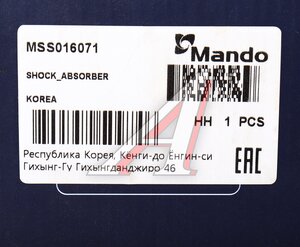 MSS016071
Mando
SHOCK_ABSORBER
KOREA
HH 1 PCS
Республика Корея, Кенги-до Ёнгин-си
Гихынг-Гу Гихынгданджиро 46
EAC